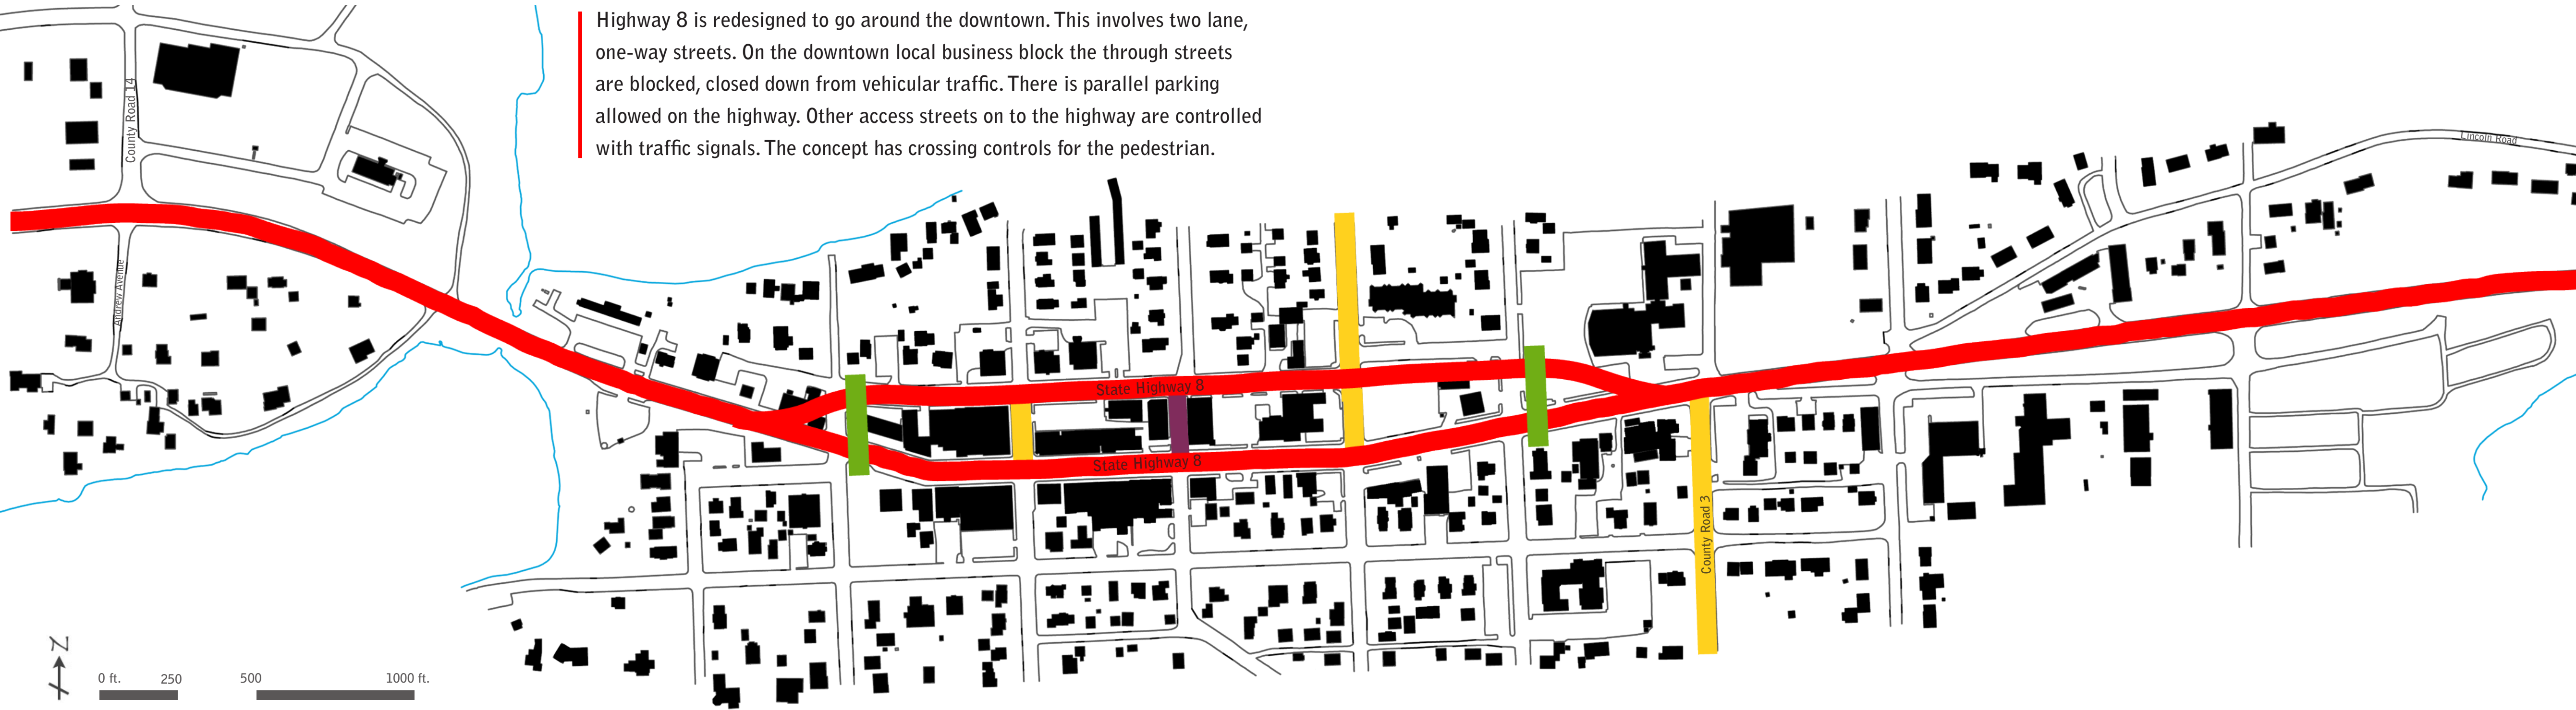 Highway 8 is redesigned to go around the downtown. This involves two lane,
one-way streets. On the downtown local business block the through streets
are blocked, closed down from vehicular traffic. There is parallel parking
allowed on the highway. Other access streets on to the highway are controlled
with traffic signals. The concept has crossing controls for the pedestrian.
County Road 14
Lincoln Road
Andrew Avenue
State Highway 8
State Highway 8
County Road 3
N
0 ft. 250 500 1000 ft.